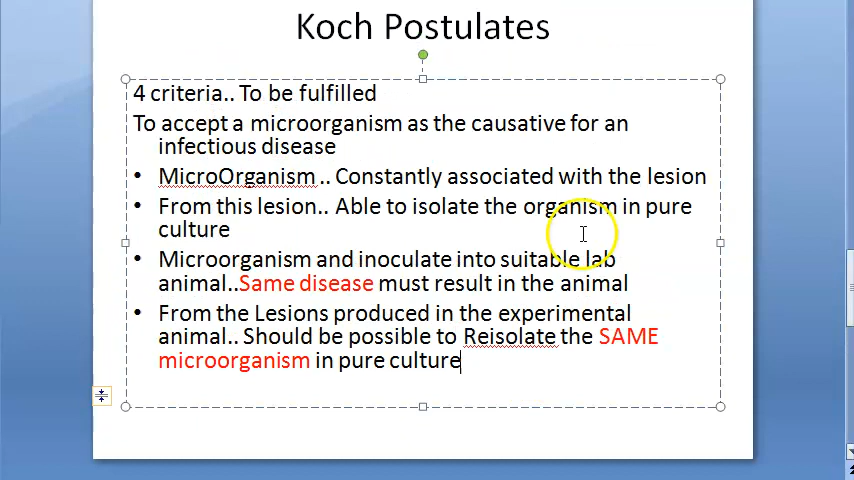 Koch Postulates
4 criteria.. To be fulfilled
To accept a microorganism as the causative for an
infectious disease
• MicroOrganism .. Constantly associated with the lesion
• From this lesion.. Able to isolate the organism in pure
culture
• Microorganism and inoculate into suitable lab
animal..Same disease must result in the animal
• From the Lesions produced in the experimental
animal.. Should be possible to Reisolate the SAME
microorganism in pure culture